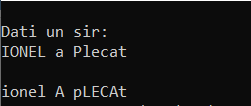 Dati un sir:
IONEL a Plecat
ionel A pLECAt